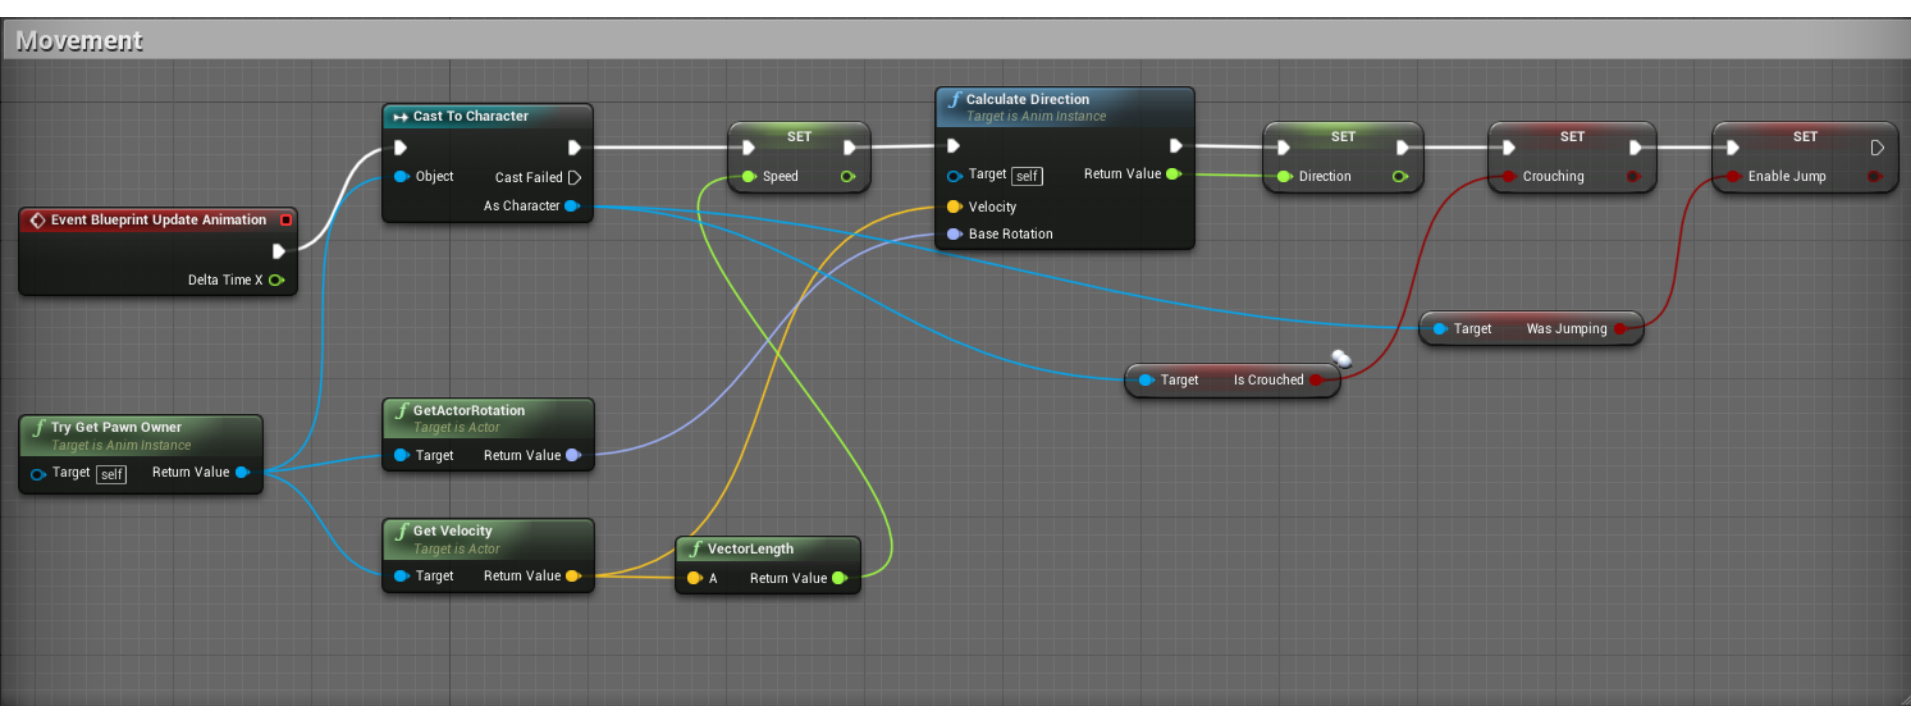 Movement
Event Blueprint Update Animation
Delta Time X
Try Get Pawn Owner
Target is Anim Instance
Target self Return Value
Cast To Character
Object Cast Failed
As Character
GetActorRotation
Target is Actor
Target Return Value
Get Velocity
Target is Actor
Target Return Value
VectorLength
A Return Value
SET
Speed
Calculate Direction
Target is Anim Instance
Target self Return Value
Velocity
Base Rotation
SET
Direction
SET
Crouching
SET
Enable Jump
Target Was Jumping
Target Is Crouched